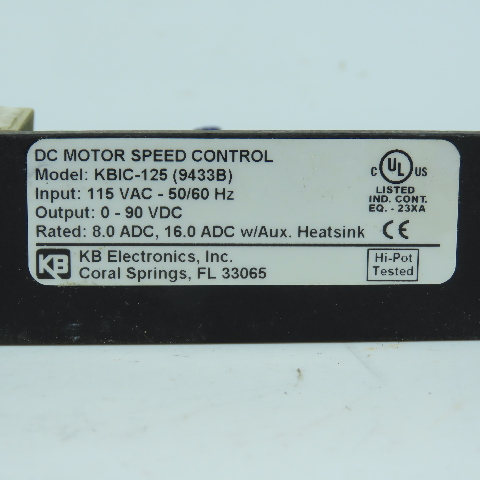 DC MOTOR SPEED CONTROL
Model: KBIC-125 (9433B)
Input: 115 VAC - 50/60 Hz
Output: 0 - 90 VDC
Rated: 8.0 ADC, 16.0 ADC w/Aux. Heatsink
C UL US
LISTED
IND. CONT.
EQ. - 23XA
CE
KB
KB Electronics, Inc.
Coral Springs, FL 33065
Hi-Pot
Tested